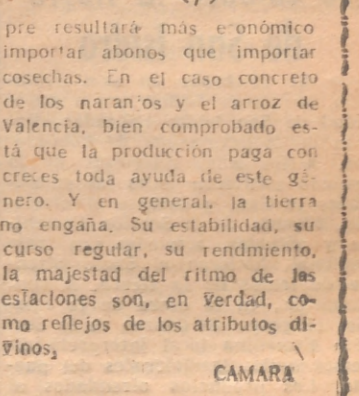 pre resultará más económico
importar abonos que importar
cosechas. En el caso concreto
de los naranjos y el arroz de
Valencia, bien comprobado es-
tá que la producción paga con
creces toda ayuda de este gé-
nero. Y en general, la tierra
no engaña. Su estabilidad, su
curso regular, su rendimiento,
la majestad del ritmo de las
estaciones son, en verdad, co-
mo reflejos de los atributos di-
vinos,
CAMARA